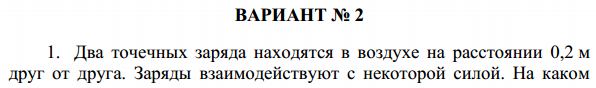 ВАРИАНТ № 2
1. Два точечных заряда находятся в воздухе на расстоянии 0,2 м
друг от друга. Заряды взаимодействуют с некоторой силой. На каком